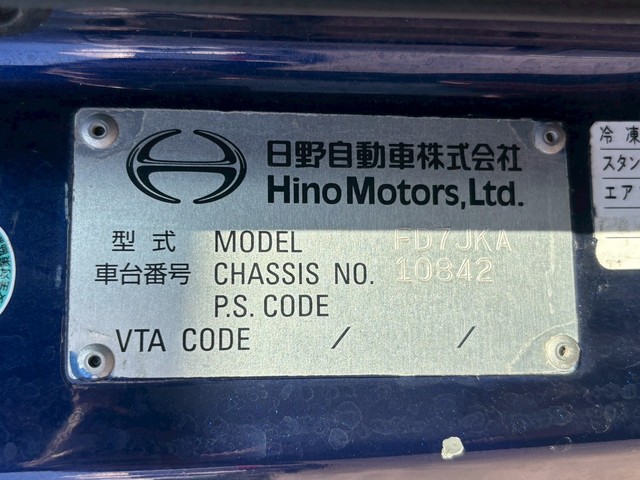 日野自動車株式会社
Hino Motors, Ltd.
型式 MODEL FD7JKA
車台番号 CHASSIS NO. 10842
P.S. CODE
VTA CODE / /
冷凍
スタン
エア